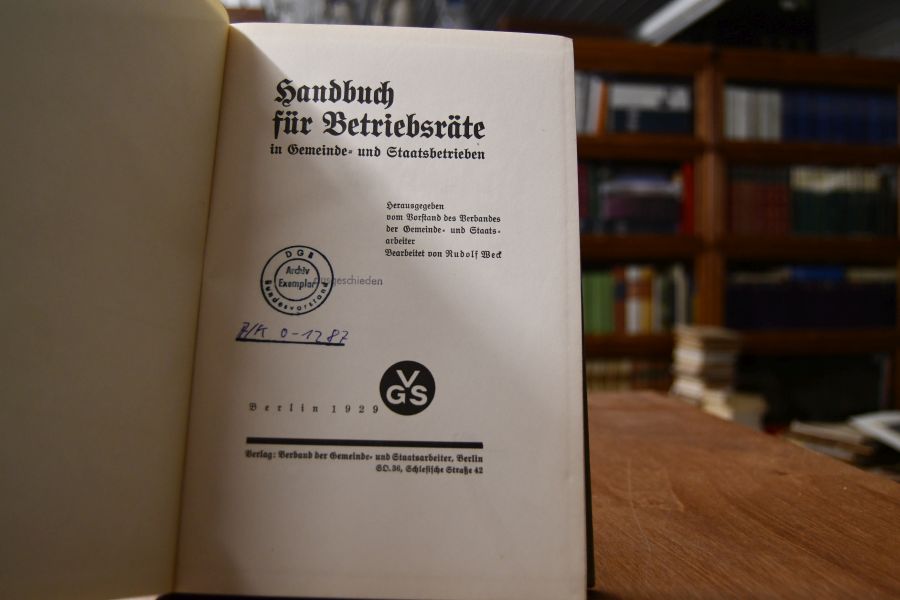 Handbuch
für Betriebsräte
in Gemeinde- und Staatsbetrieben
Herausgegeben
vom Vorstand des Verbandes
der Gemeinde- und Staats-
arbeiter
Bearbeitet von Rudolf Weck
DGB
Archiv
Exemplar
Bundesvorstand
ausgeschieden
B/K 0-1287
VGS
Berlin 1929
Verlag: Verband der Gemeinde- und Staatsarbeiter, Berlin
SO.36, Schlesische Straße 42